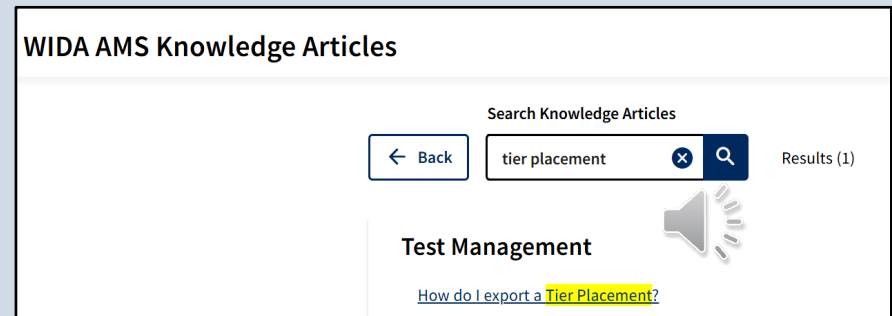 WIDA AMS Knowledge Articles
Search Knowledge Articles
Back
tier placement
Results (1)
Test Management
How do I export a Tier Placement?